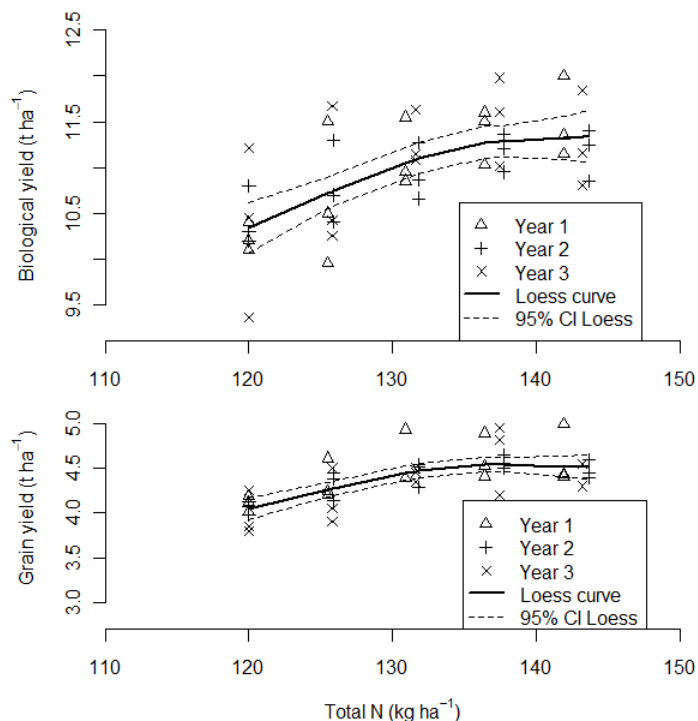 Biological yield (t ha⁻¹)
12.5
11.5
10.5
9.5
Year 1
Year 2
Year 3
Loess curve
95% CI Loess
110
120
130
140
150
Grain yield (t ha⁻¹)
5.0
4.5
4.0
3.5
3.0
Year 1
Year 2
Year 3
Loess curve
95% CI Loess
110
120
130
140
150
Total N (kg ha⁻¹)